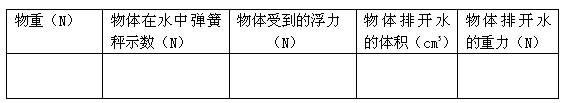 物重（N）
物体在水中弹簧
秤示数（N）
物体受到的浮力
（N）
物体排开水
的体积（cm³）
物体排开水
的重力（N）